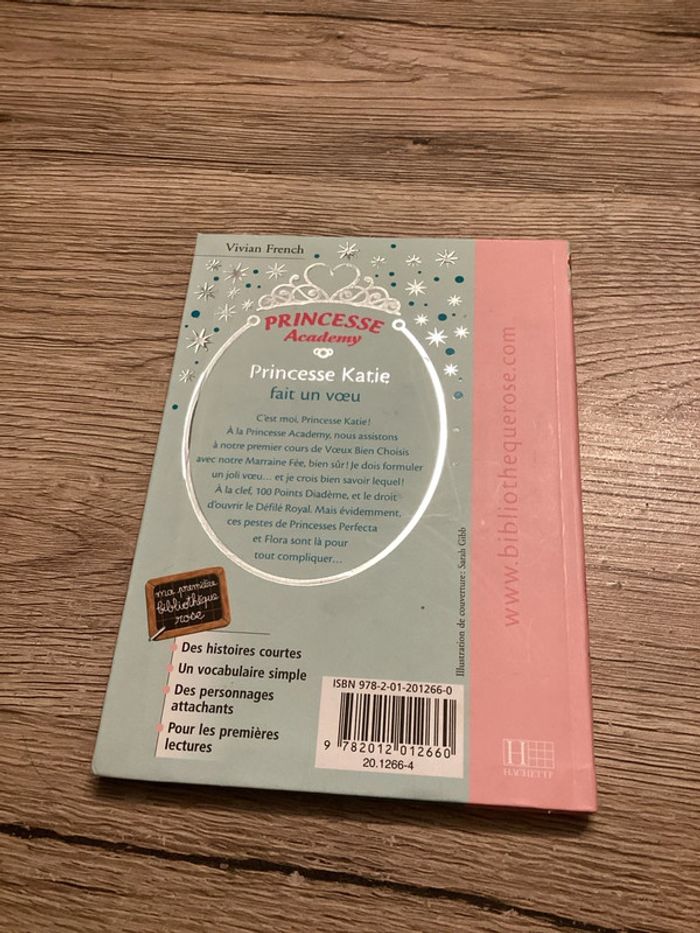 Vivian French
PRINCESSE
Academy
Princesse Katie
fait un vœu
C'est moi, Princesse Katie!
À la Princesse Academy, nous assistons
à notre premier cours de Vœux Bien Choisis
avec notre Marraine Fée, bien sûr! Je dois formuler
un joli vœu... et je crois bien savoir lequel!
À la clef, 100 Points Diadème, et le droit
d'ouvrir le Défilé Royal. Mais évidemment,
ces pestes de Princesses Perfecta
et Flora sont là pour
tout compliquer...
ma première
bibliothèque
rose
Des histoires courtes
Un vocabulaire simple
Des personnages
attachants
Pour les premières
lectures
ISBN 978-2-01-201266-0
9 782012 012660
20.1266-4
Illustration de couverture : Sarah Gibb
www.bibliothequerose.com
H
HACHETTE